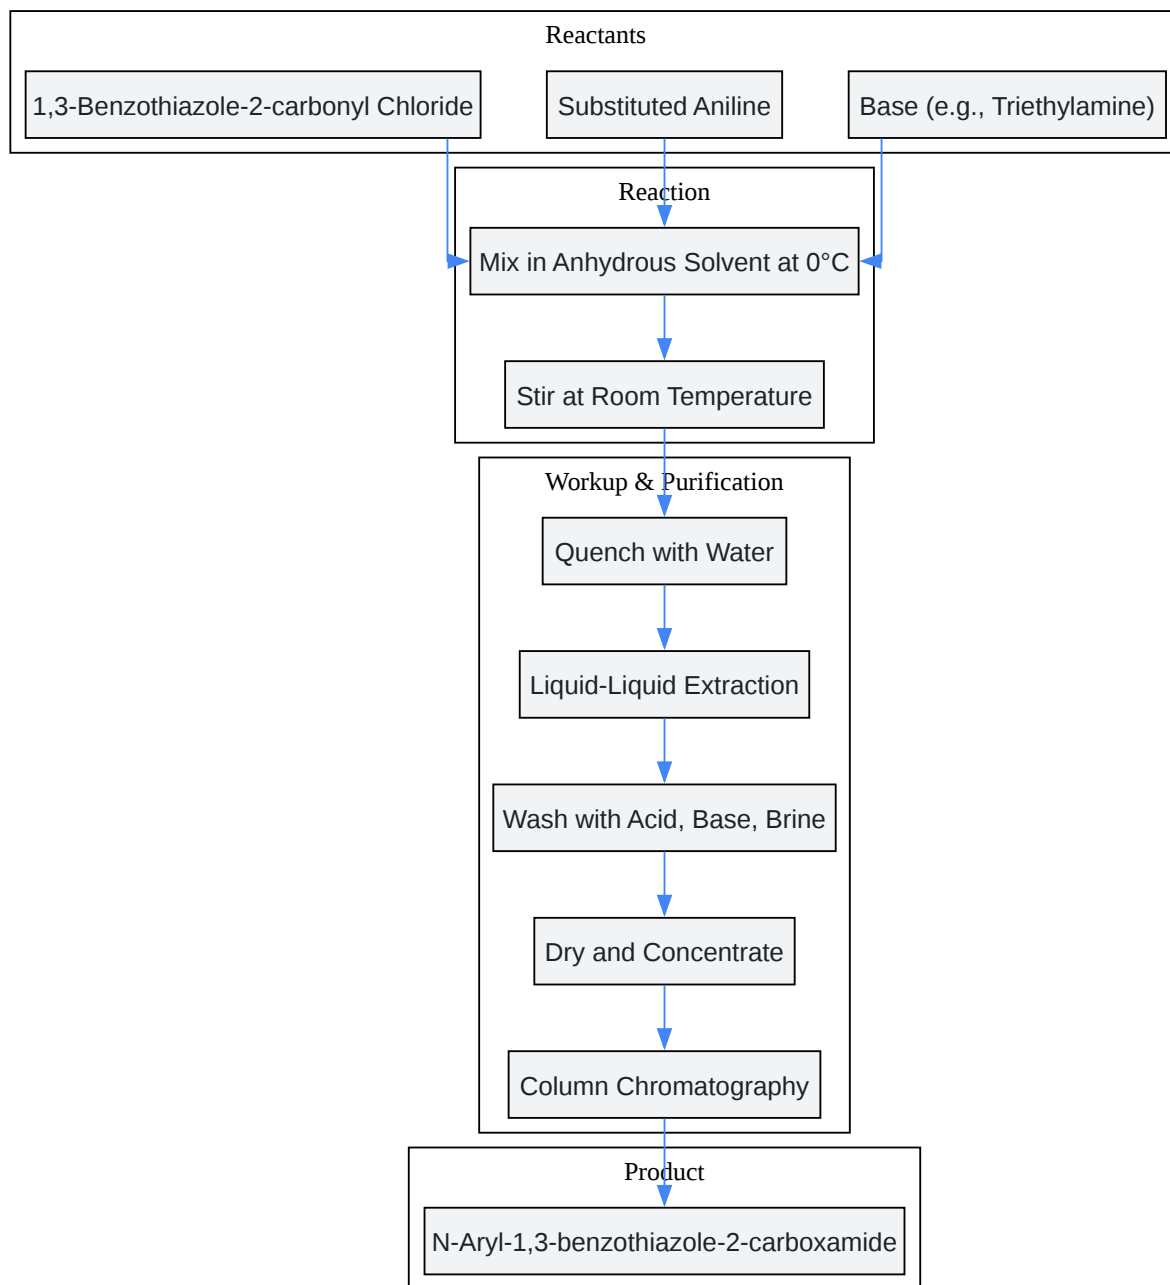 Reactants
1,3-Benzothiazole-2-carbonyl Chloride
Substituted Aniline
Base (e.g., Triethylamine)
Reaction
Mix in Anhydrous Solvent at 0°C
Stir at Room Temperature
Workup & Purification
Quench with Water
Liquid-Liquid Extraction
Wash with Acid, Base, Brine
Dry and Concentrate
Column Chromatography
Product
N-Aryl-1,3-benzothiazole-2-carboxamide